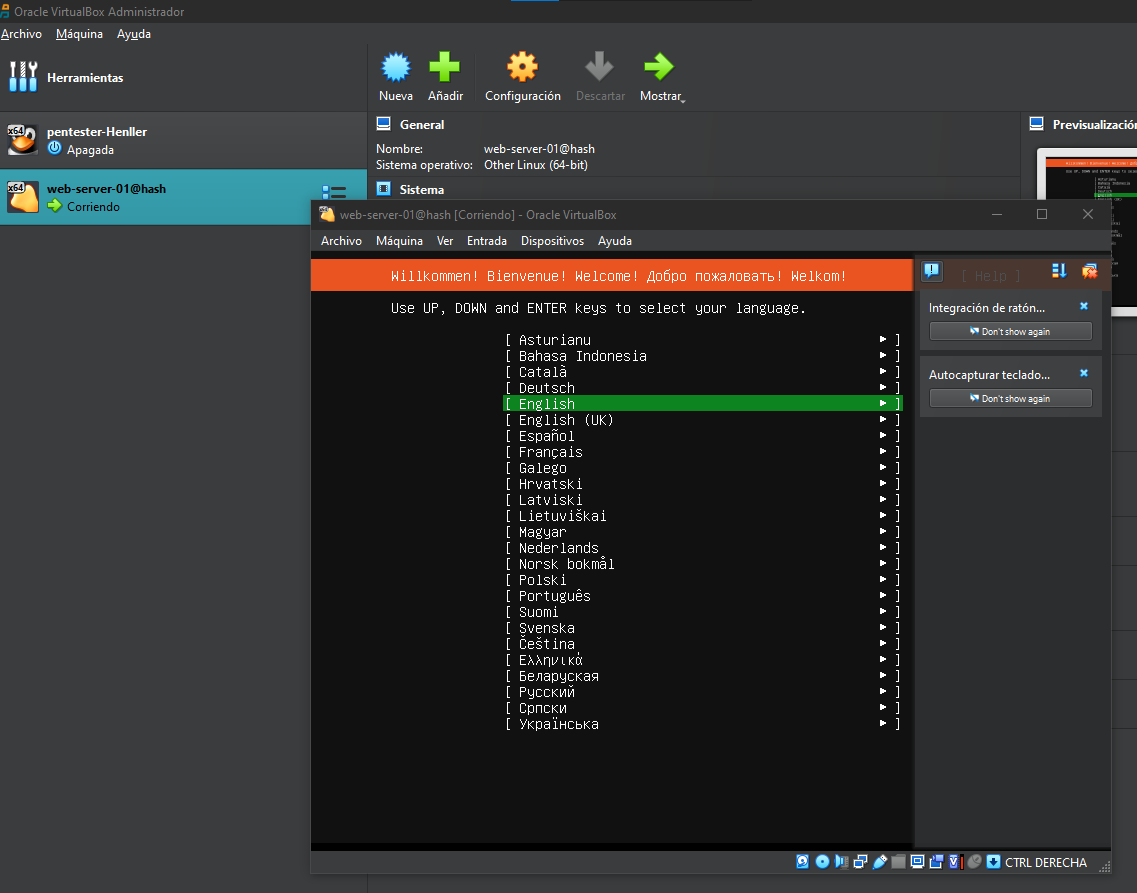 Oracle VirtualBox Administrador
Archivo Máquina Ayuda
Herramientas
Nueva Añadir Configuración Descartar Mostrar
x64 pentester-Henller
Apagada
x64 web-server-01@hash
Corriendo
General
Nombre: web-server-01@hash
Sistema operativo: Other Linux (64-bit)
Sistema
Previsualización
web-server-01@hash [Corriendo] - Oracle VirtualBox
Archivo Máquina Ver Entrada Dispositivos Ayuda
Willkommen! Bienvenue! Welcome! Добро пожаловать! Welkom!
[ Help ]
Use UP, DOWN and ENTER keys to select your language.
[ Asturianu ► ]
[ Bahasa Indonesia ► ]
[ Català ► ]
[ Deutsch ► ]
[ English ► ]
[ English (UK) ► ]
[ Español ► ]
[ Français ► ]
[ Galego ► ]
[ Hrvatski ► ]
[ Latviski ► ]
[ Lietuviškai ► ]
[ Magyar ► ]
[ Nederlands ► ]
[ Norsk bokmål ► ]
[ Polski ► ]
[ Português ► ]
[ Suomi ► ]
[ Svenska ► ]
[ Čeština ► ]
[ Ελληνικά ► ]
[ Беларуская ► ]
[ Русский ► ]
[ Српски ► ]
[ Українська ► ]
Integración de ratón...
Don't show again
Autocapturar teclado...
Don't show again
CTRL DERECHA